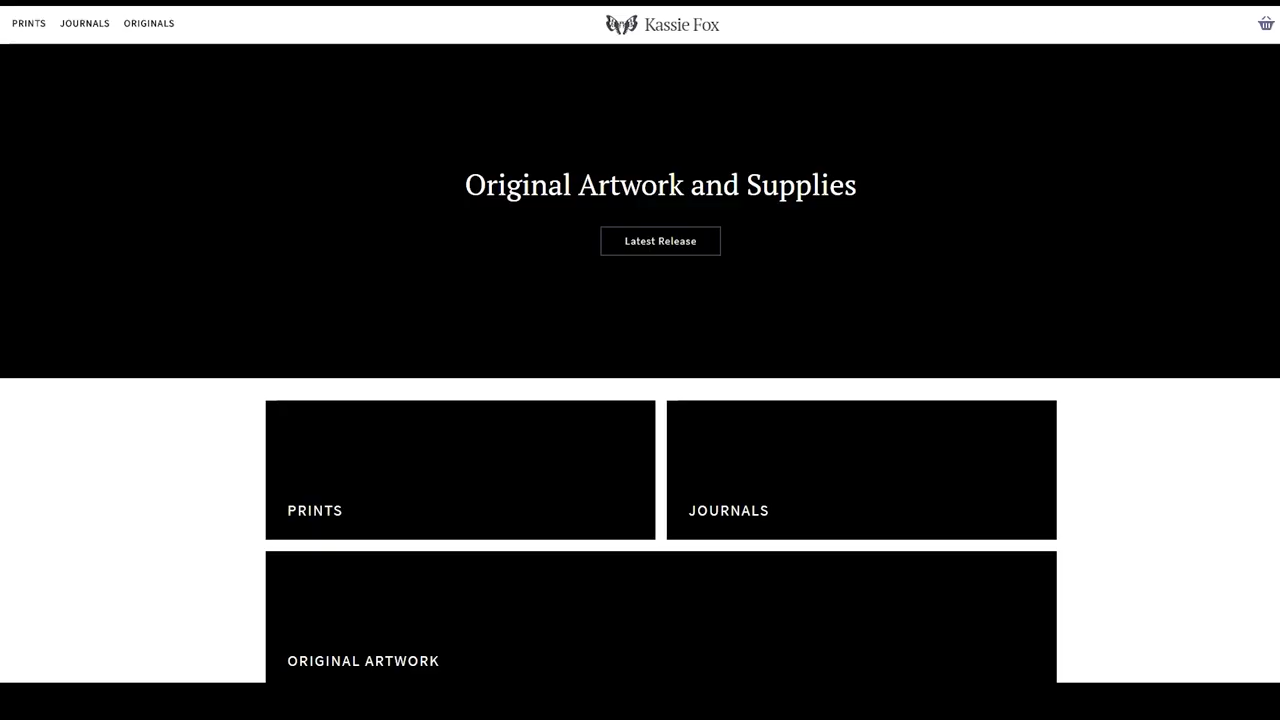 PRINTS JOURNALS ORIGINALS
Kassie Fox
Original Artwork and Supplies
Latest Release
PRINTS
JOURNALS
ORIGINAL ARTWORK